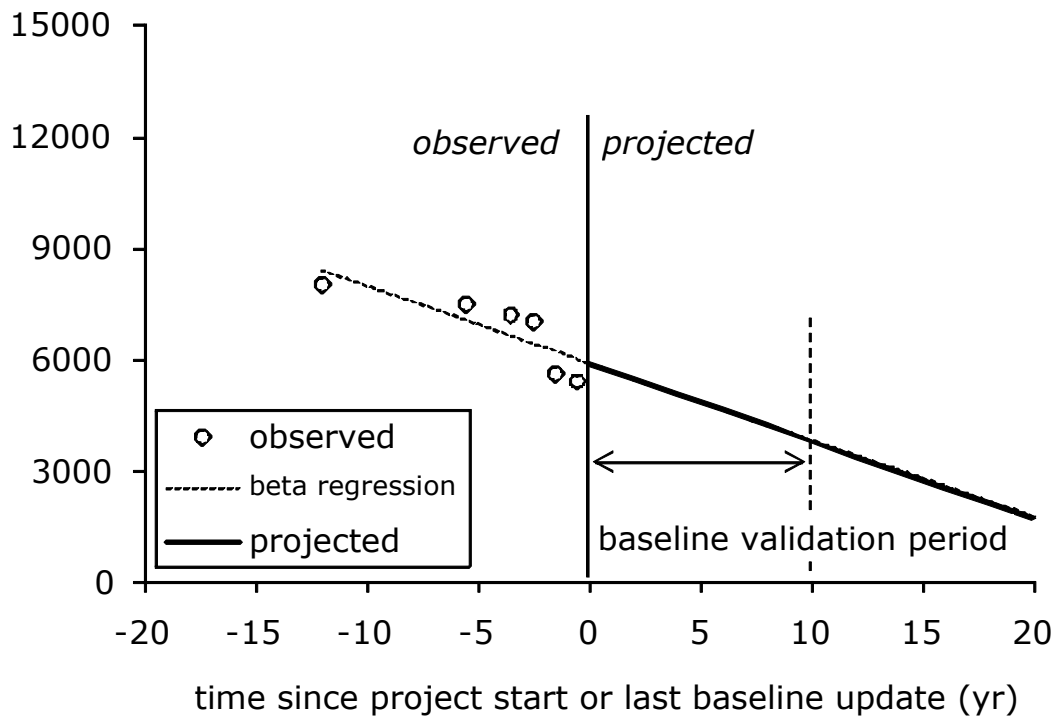 15000
12000
observed projected
9000
6000
observed
3000
beta regression
projected
baseline validation period
0
-20 -15 -10 -5 0 5 10 15 20
time since project start or last baseline update (yr)